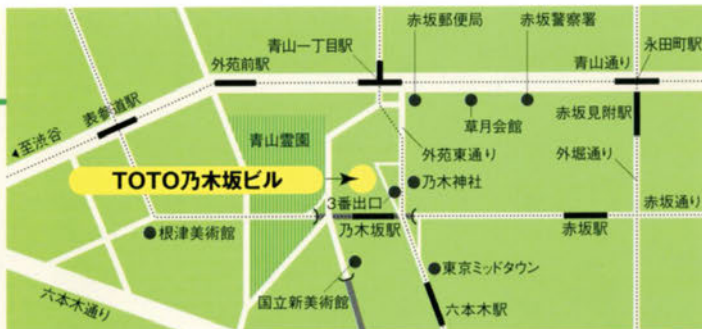 赤坂郵便局
赤坂警察署
青山一丁目駅
永田町駅
外苑前駅
青山通り
表参道駅
草月会館
赤坂見附駅
◀至渋谷
青山霊園
外苑東通り
外堀通り
TOTO乃木坂ビル
乃木神社
3番出口
赤坂通り
乃木坂駅
赤坂駅
根津美術館
東京ミッドタウン
国立新美術館
六本木通り
六本木駅